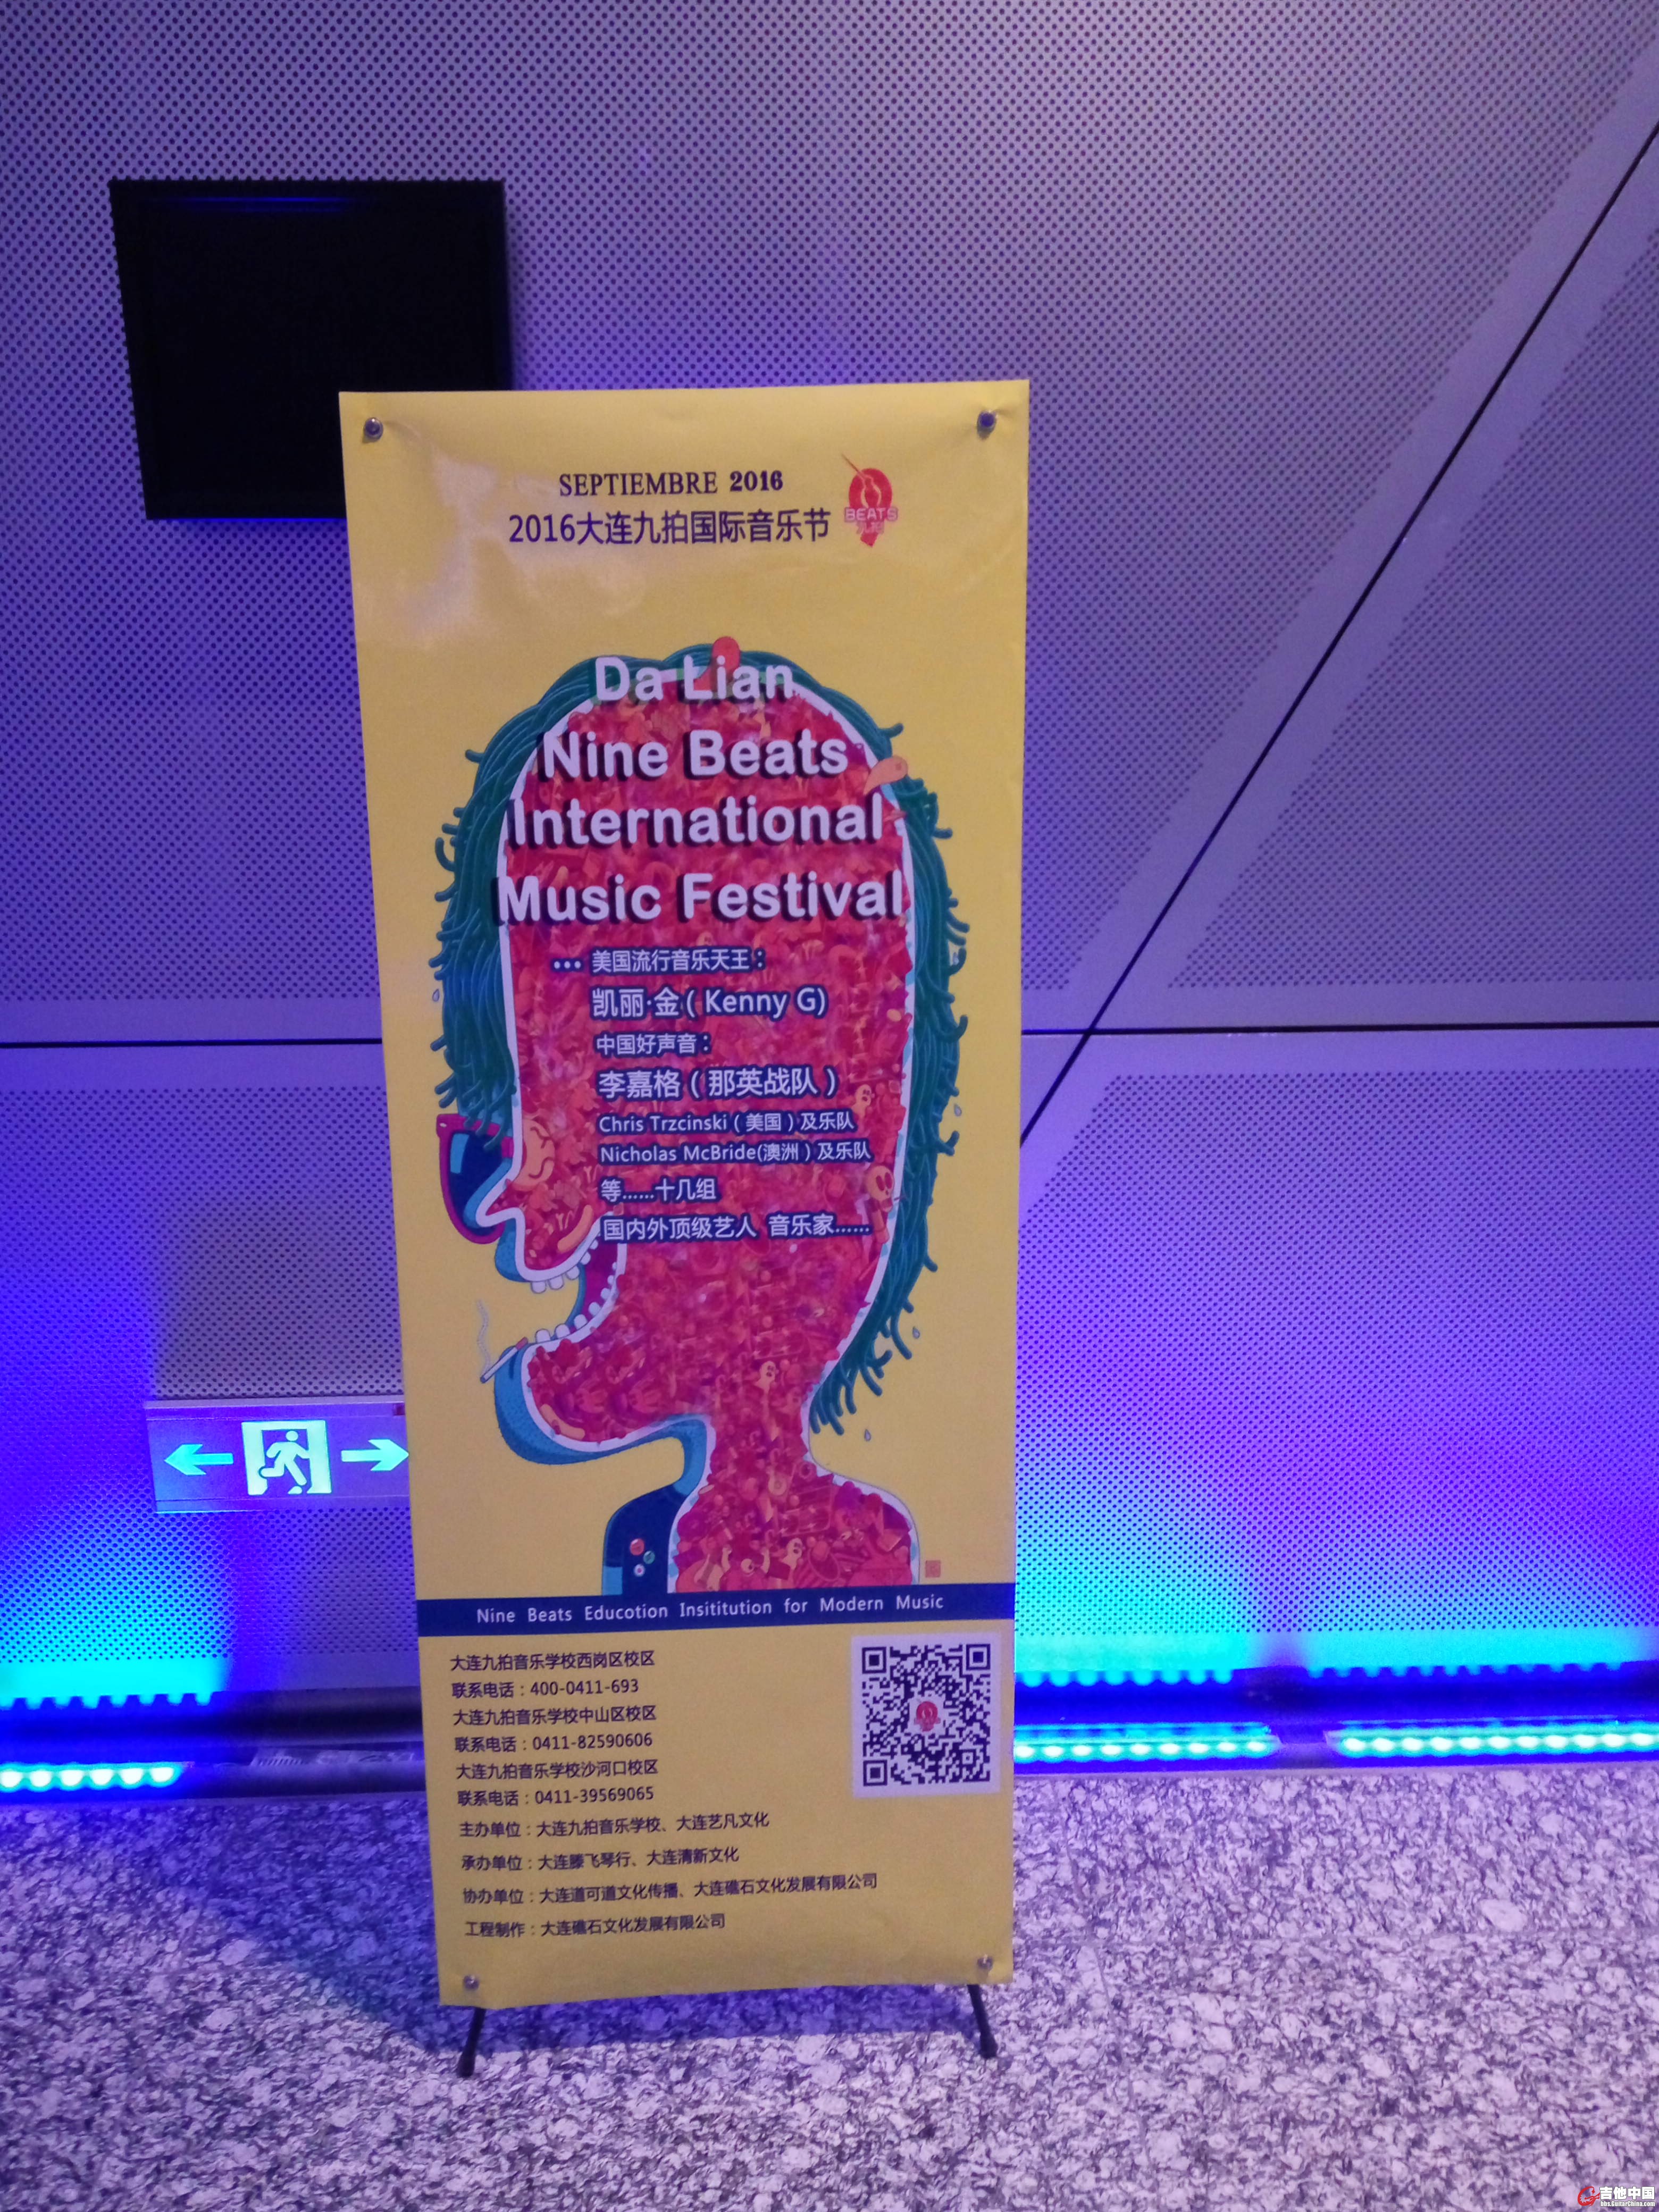 SEPTIEMBRE 2016
2016大连九拍国际音乐节
BEATS
九拍
Da Lian
Nine Beats
International
Music Festival
... 美国流行音乐天王：
凯丽·金（Kenny G)
中国好声音：
李嘉格（那英战队）
Chris Trzcinski（美国）及乐队
Nicholas McBride(澳洲）及乐队
等……十几组
国内外顶级艺人 音乐家……
Nine Beats Educotion Insititution for Modern Music
大连九拍音乐学校西岗区校区
联系电话：400-0411-693
大连九拍音乐学校中山区校区
联系电话：0411-82590606
大连九拍音乐学校沙河口校区
联系电话：0411-39569065
主办单位：大连九拍音乐学校、大连艺凡文化
承办单位：大连滕飞琴行、大连清新文化
协办单位：大连道可道文化传播、大连礁石文化发展有限公司
工程制作：大连礁石文化发展有限公司
吉他中国
bbs.GuitarChina.com